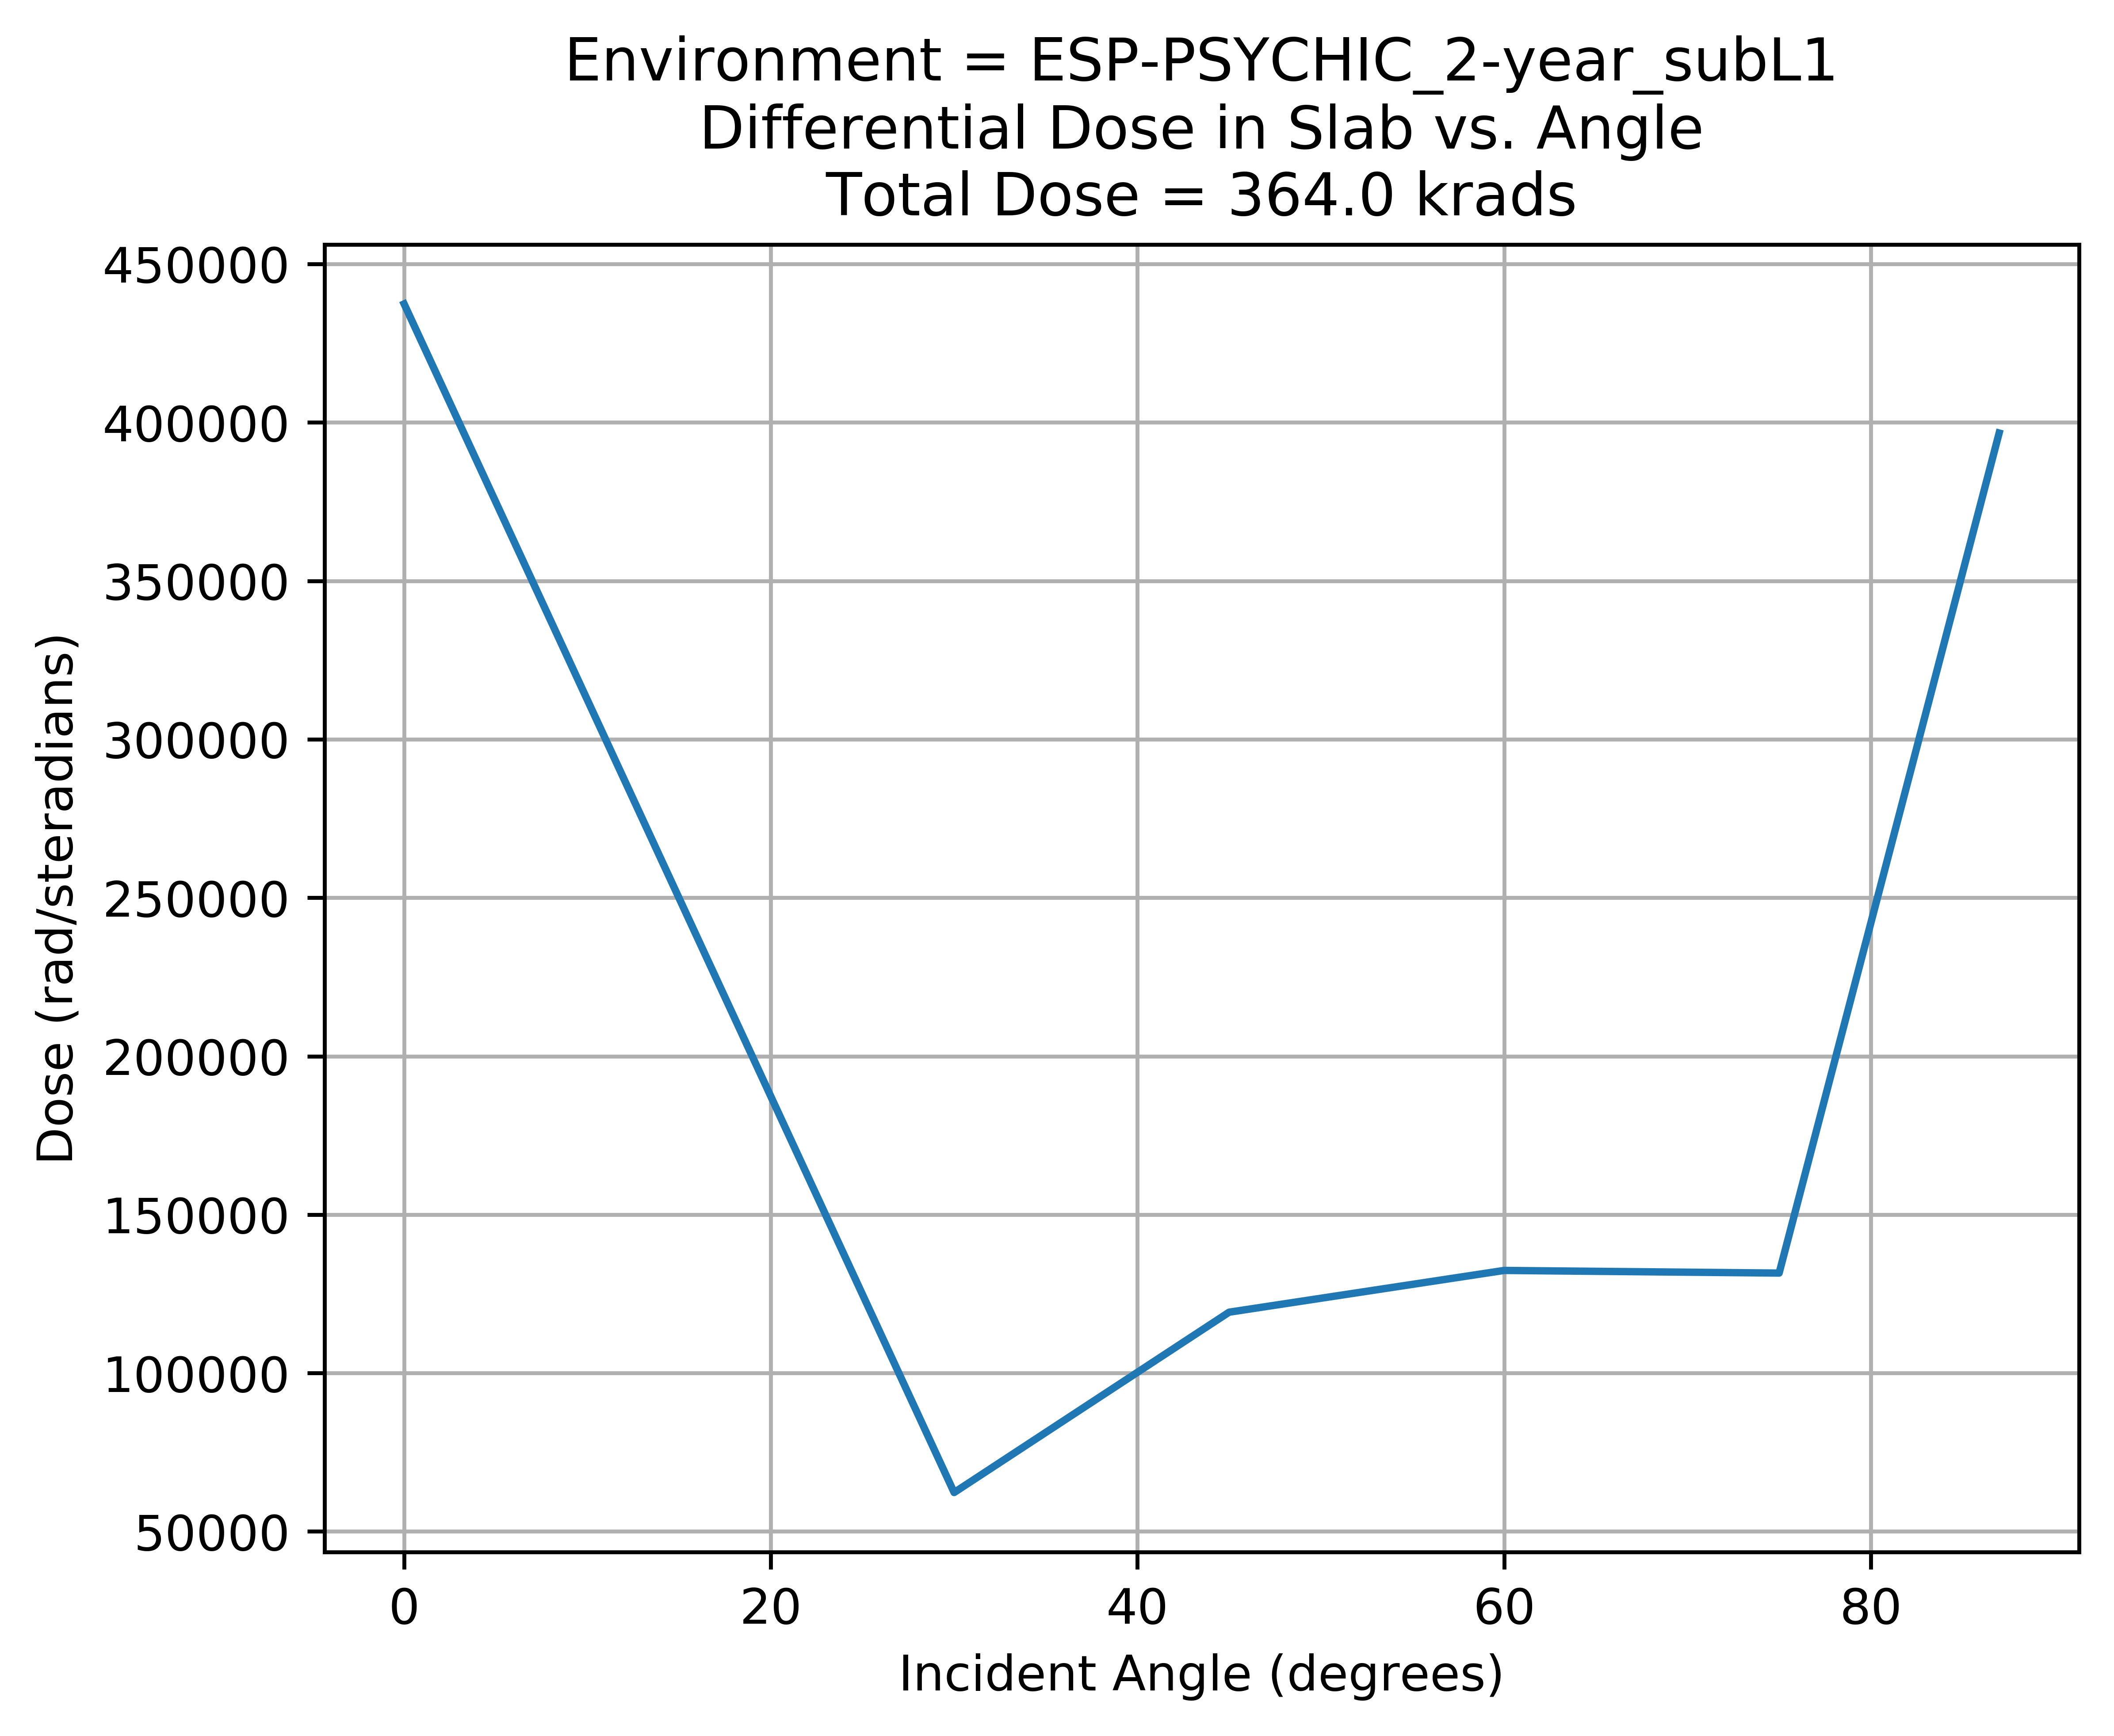 Environment = ESP-PSYCHIC_2-year_subL1
Differential Dose in Slab vs. Angle
Total Dose = 364.0 krads
450000
400000
350000
300000
250000
200000
150000
100000
50000
Dose (rad/steradians)
0 20 40 60 80
Incident Angle (degrees)